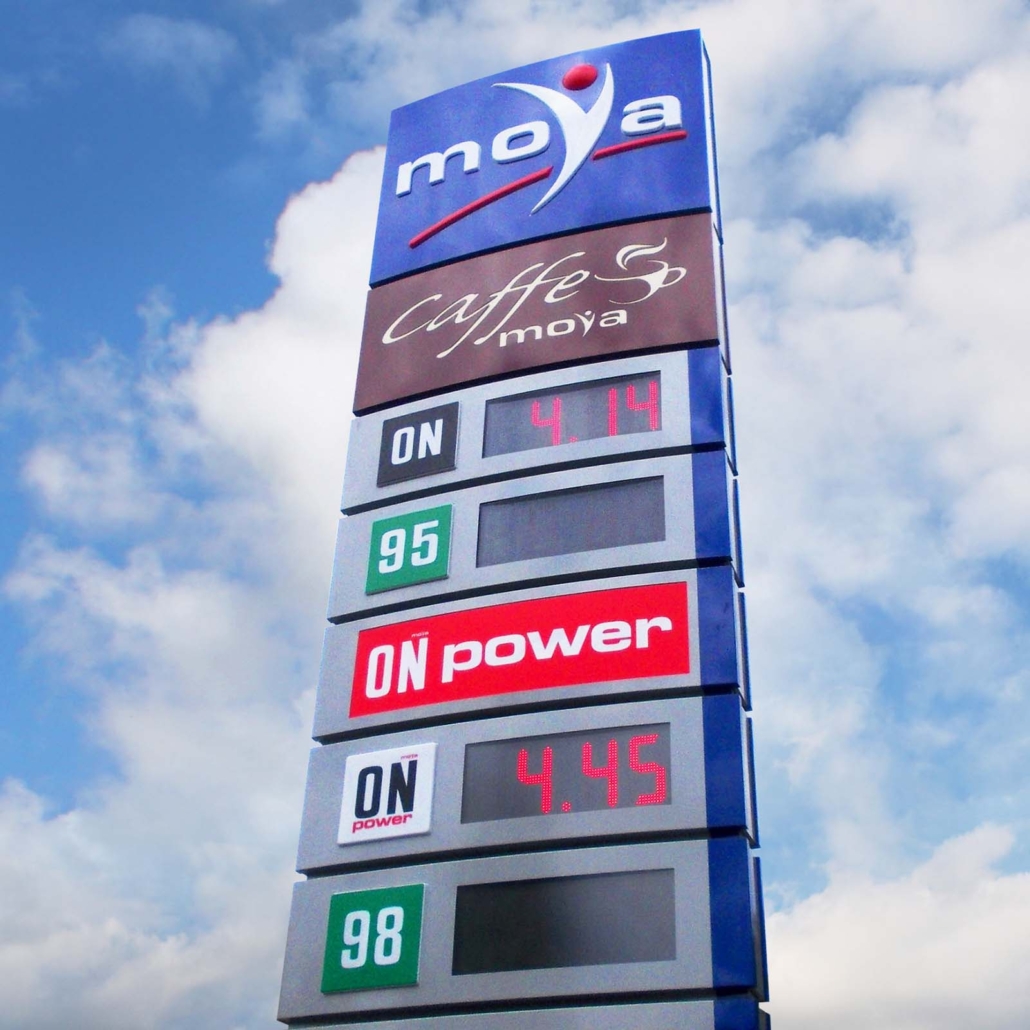 moya
caffe
moya
ON 4.14
95
ON power
ON 4.45
power
98